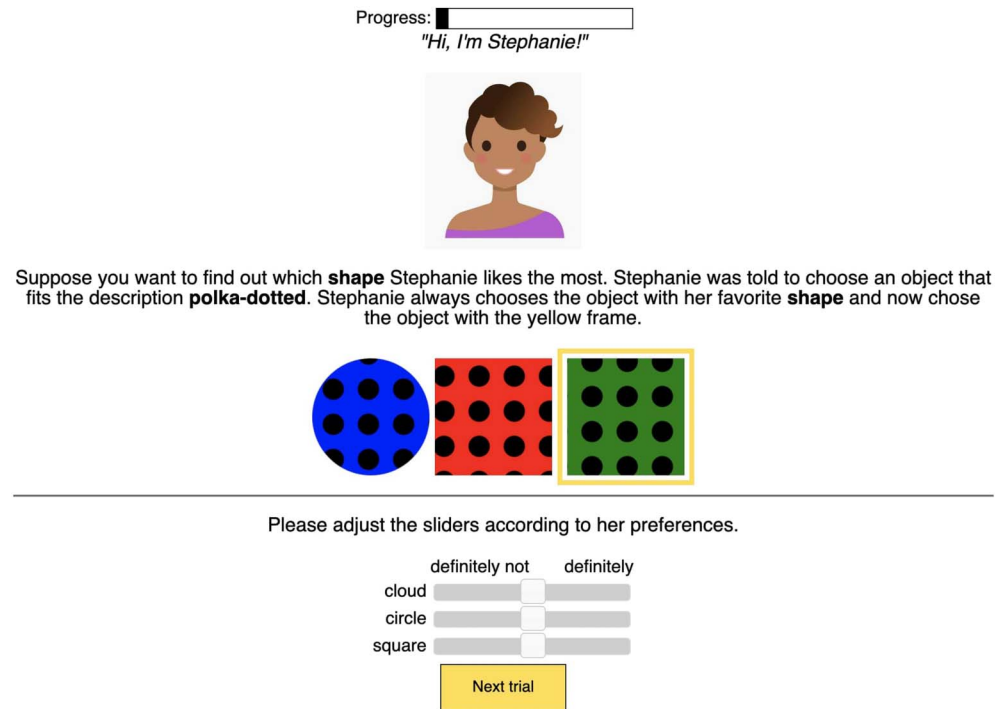 Progress:
"Hi, I'm Stephanie!"
Suppose you want to find out which shape Stephanie likes the most. Stephanie was told to choose an object that
fits the description polka-dotted. Stephanie always chooses the object with her favorite shape and now chose
the object with the yellow frame.
Please adjust the sliders according to her preferences.
definitely not definitely
cloud
circle
square
Next trial